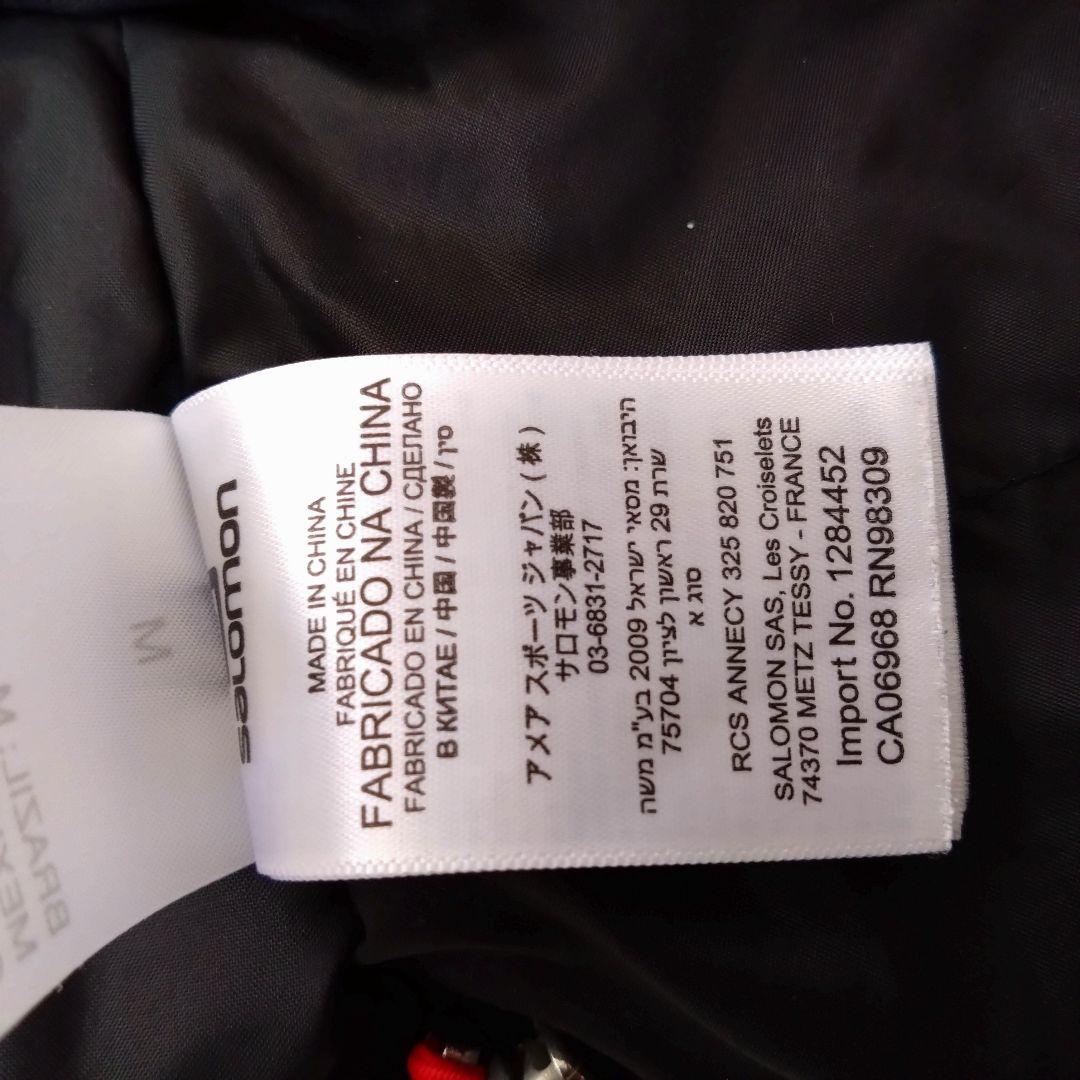 salomon
MADE IN CHINA
FABRIQUÉ EN CHINE
FABRICADO NA CHINA
FABRICADO EN CHINA / СДЕЛАНО
В КИТАЕ / 中国 / 中國製 / סין
アメア スポーツ ジャパン ( 株 )
サロモン事業部
03-6831-2717
היבואן: מסאי ישראל 2009 בע"מ משה
שרת 29 ראשון לציון 75704
סוג א
RCS ANNECY 325 820 751
SALOMON SAS, Les Croiselets
74370 METZ TESSY - FRANCE
Import No. 1284452
CA06968 RN98309
M
BRAZIL: M